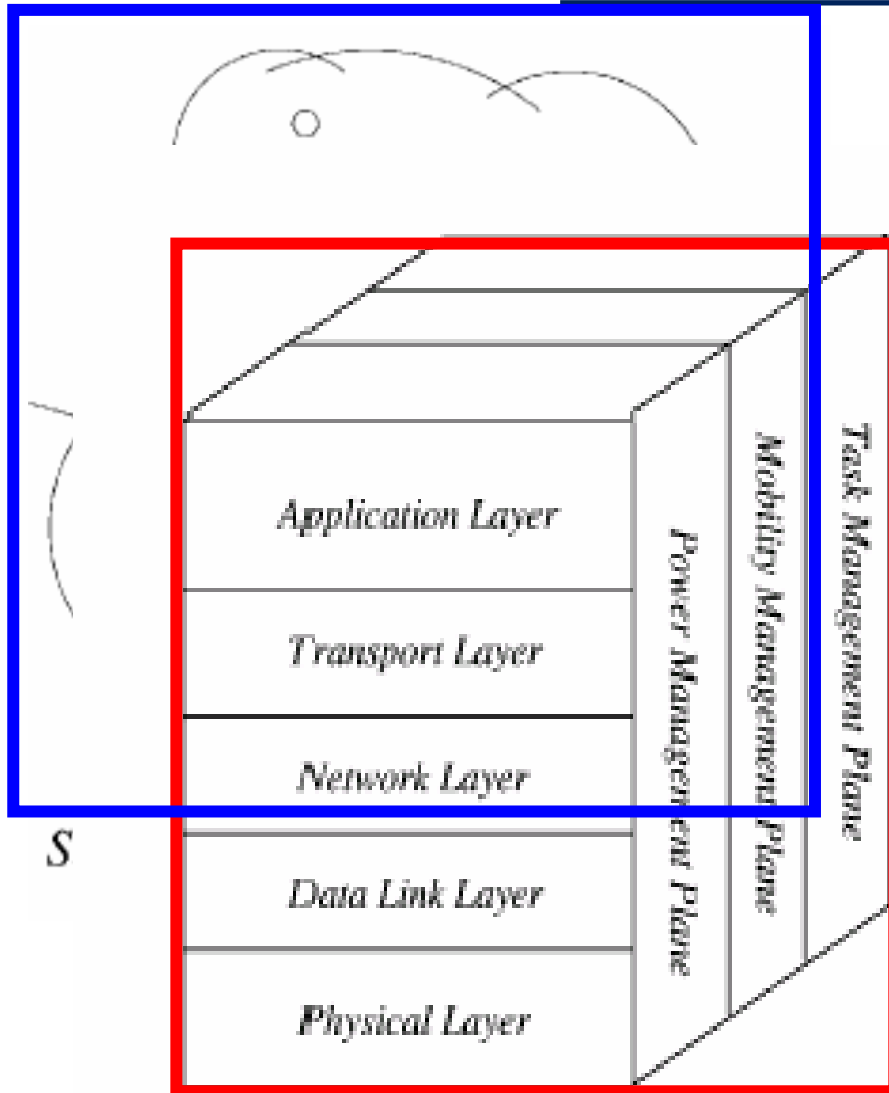 Application Layer
Transport Layer
Network Layer
S
Data Link Layer
Physical Layer
Power Management Plane
Mobility Management Plane
Task Management Plane